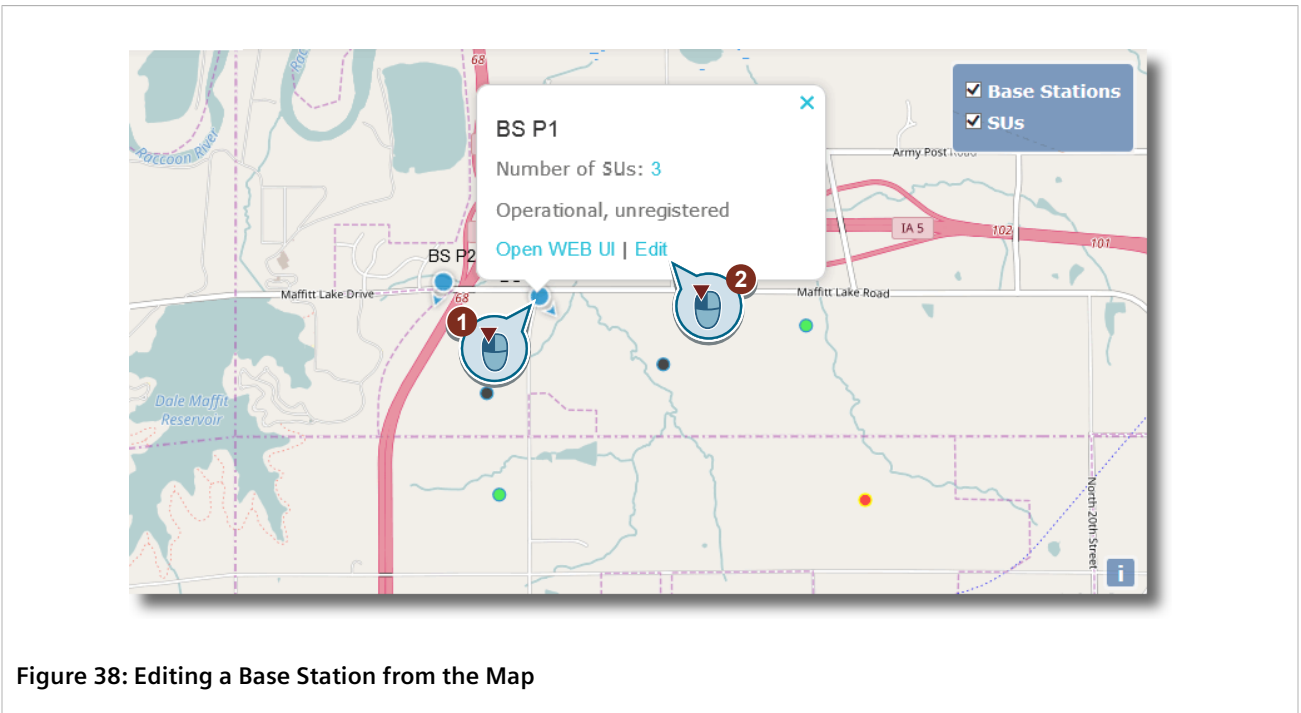 68
Base Stations
SUs
Raccoon River
BS P1
Army Post Road
Number of SUs: 3
Operational, unregistered
IA 5
102
101
Open WEB UI | Edit
BS P2
2
Maffitt Lake Drive
68
Maffitt Lake Road
1
Dale Maffit
Reservoir
North 20th Street
i
Figure 38: Editing a Base Station from the Map